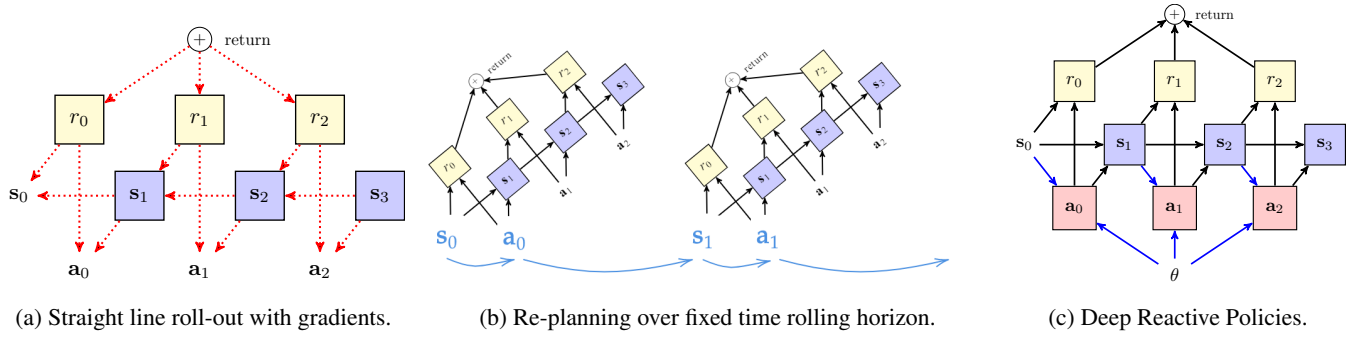 + return
r₀ r₁ r₂
s₀ s₁ s₂ s₃
a₀ a₁ a₂
(a) Straight line roll-out with gradients.
+ return
r₂ s₃
r₁ s₂
a₂
r₀ s₁ a₁
s₀ a₀
+ return
r₂ s₃
r₁ s₂
a₂
r₀ s₁ a₁
s₁ a₁
(b) Re-planning over fixed time rolling horizon.
+ return
r₀ r₁ r₂
s₀ s₁ s₂ s₃
a₀ a₁ a₂
θ
(c) Deep Reactive Policies.